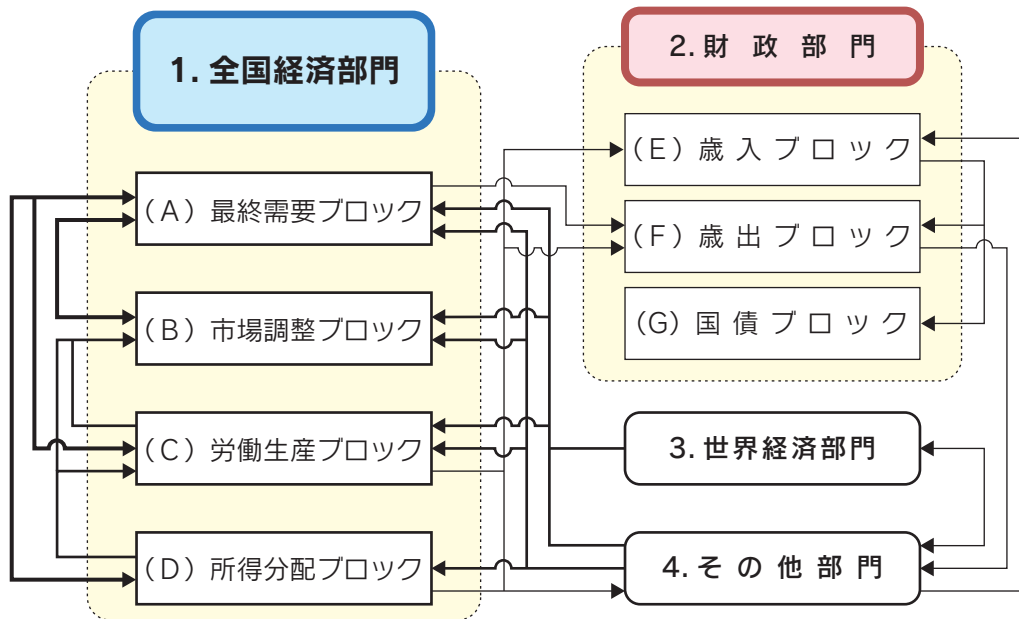 1.全国経済部門
(A)最終需要ブロック
(B)市場調整ブロック
(C)労働生産ブロック
(D)所得分配ブロック
2.財政部門
(E)歳入ブロック
(F)歳出ブロック
(G)国債ブロック
3.世界経済部門
4.その他部門